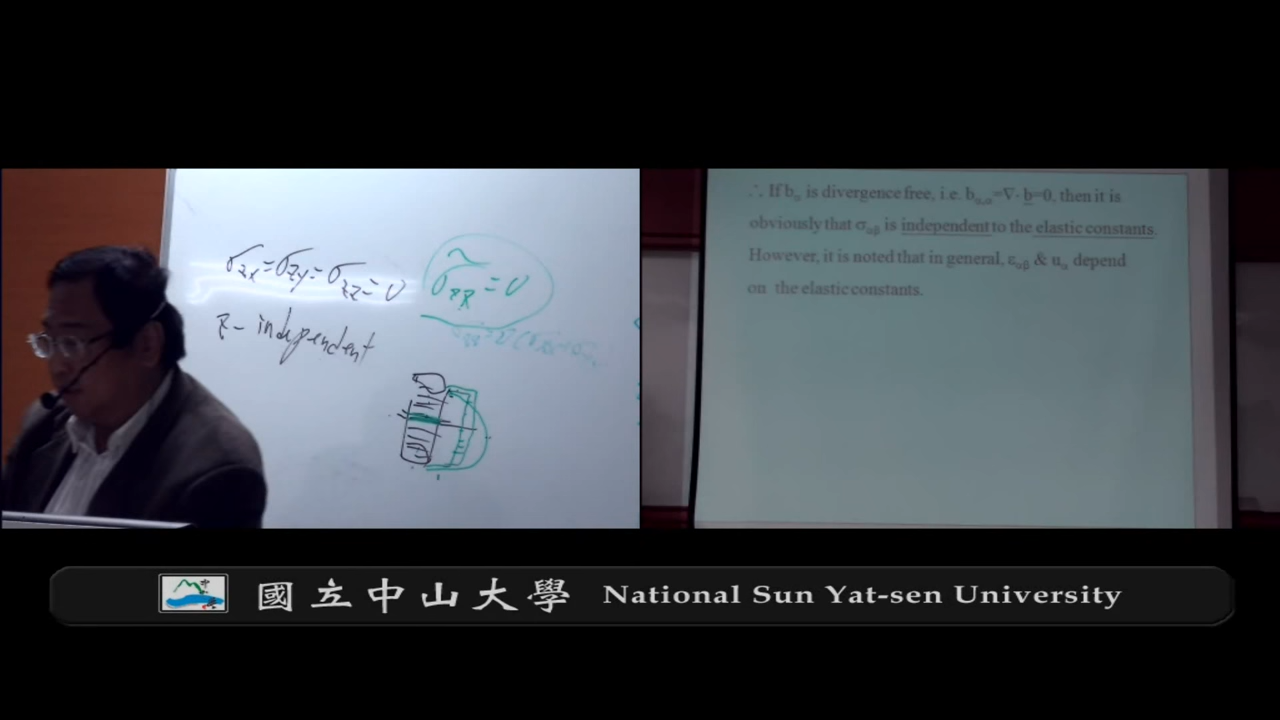 σzx=σzy=σzz=0
z- independent
σ̃zz=0
∴ If bα is divergence free, i.e. bα,α=∇· b=0, then it is
obviously that σαβ is independent to the elastic constants.
However, it is noted that in general, εαβ & uα depend
on the elastic constants.
國立中山大學 National Sun Yat-sen University